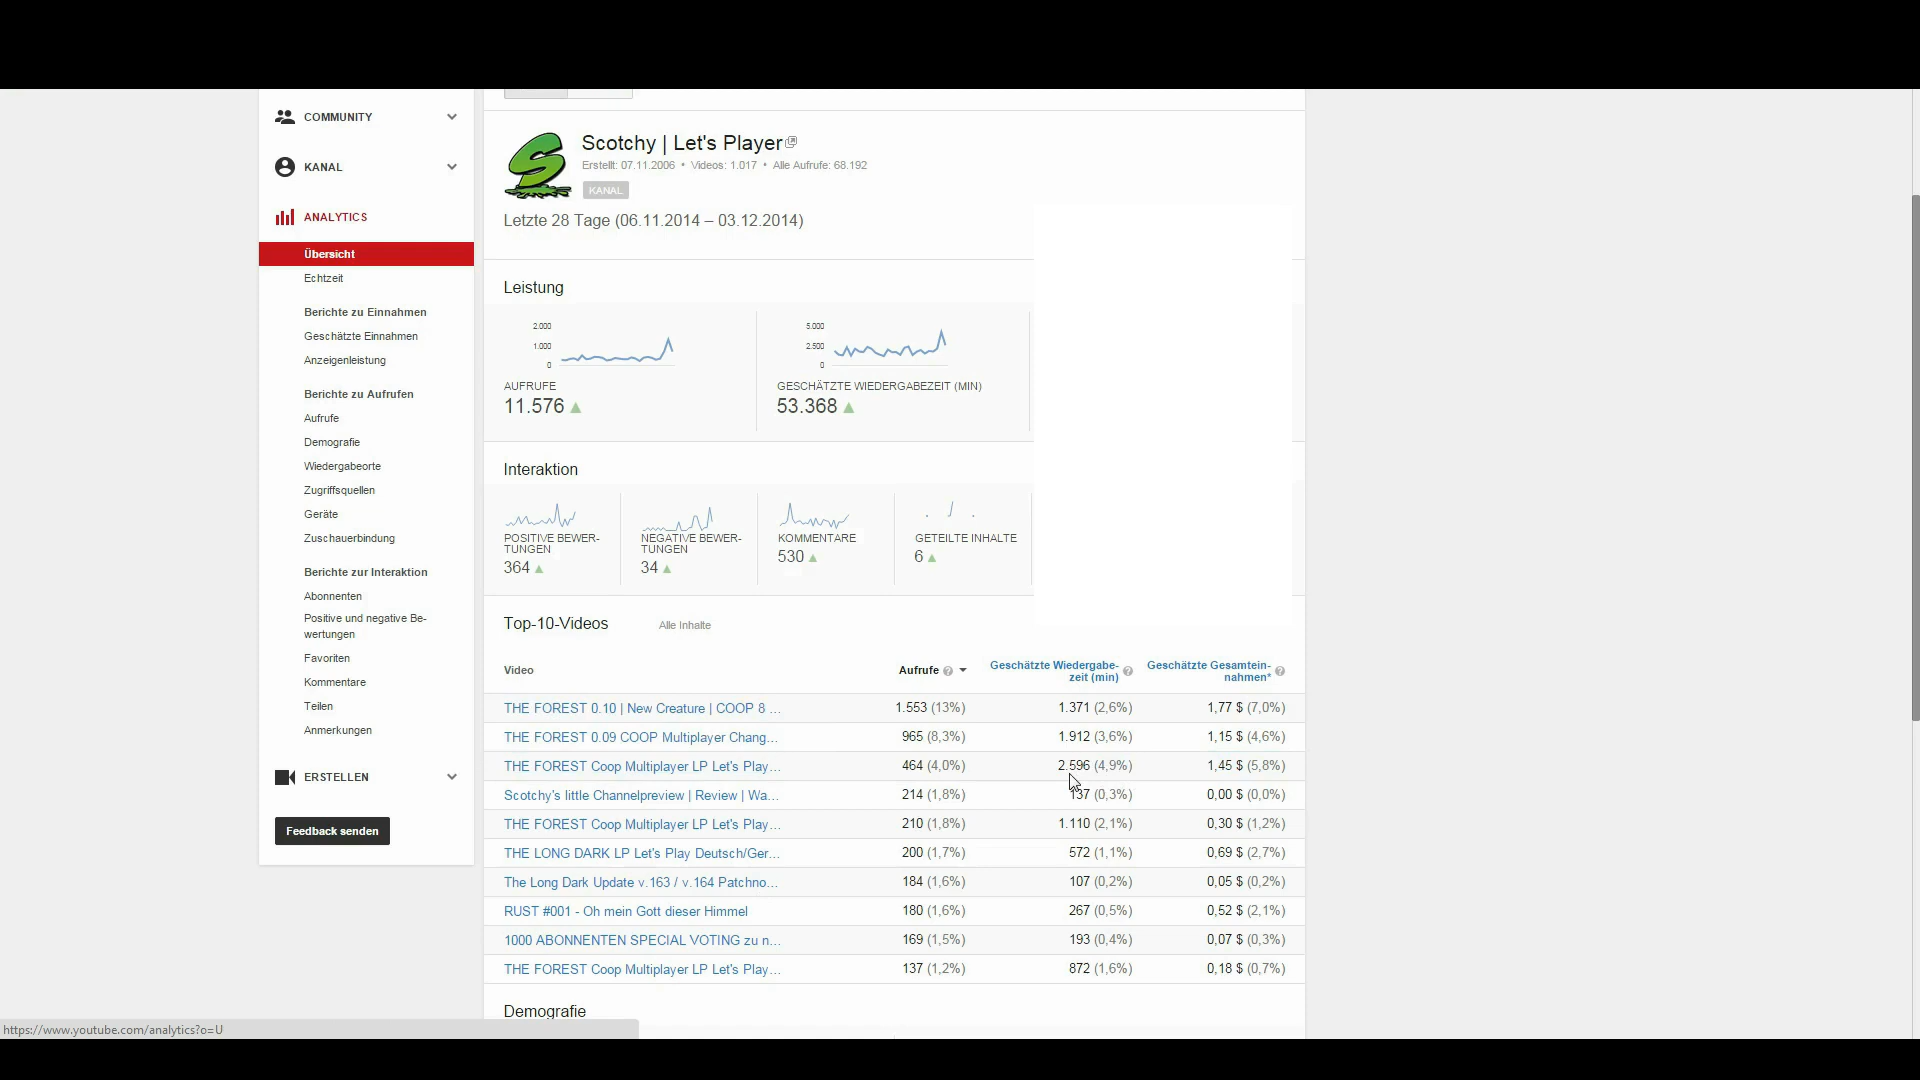 COMMUNITY
KANAL
ANALYTICS
Übersicht
Echtzeit
Berichte zu Einnahmen
Geschätzte Einnahmen
Anzeigenleistung
Berichte zu Aufrufen
Aufrufe
Demografie
Wiedergabeorte
Zugriffsquellen
Geräte
Zuschauerbindung
Berichte zur Interaktion
Abonnenten
Positive und negative Be-
wertungen
Favoriten
Kommentare
Teilen
Anmerkungen
ERSTELLEN
Feedback senden
Scotchy | Let's Player
Erstellt: 07.11.2006 • Videos: 1.017 • Alle Aufrufe: 68.192
KANAL
Letzte 28 Tage (06.11.2014 – 03.12.2014)
Leistung
2.000
1.000
0
AUFRUFE
11.576
5.000
2.500
0
GESCHÄTZTE WIEDERGABEZEIT (MIN)
53.368
Interaktion
POSITIVE BEWER-
TUNGEN
364
NEGATIVE BEWER-
TUNGEN
34
KOMMENTARE
530
GETEILTE INHALTE
6
Top-10-Videos Alle Inhalte
Video Aufrufe ? Geschätzte Wiedergabe-
zeit (min) ? Geschätzte Gesamtein-
nahmen* ?
THE FOREST 0.10 | New Creature | COOP 8 ... 1.553 (13%) 1.371 (2,6%) 1,77 $ (7,0%)
THE FOREST 0.09 COOP Multiplayer Chang... 965 (8,3%) 1.912 (3,6%) 1,15 $ (4,6%)
THE FOREST Coop Multiplayer LP Let's Play... 464 (4,0%) 2.596 (4,9%) 1,45 $ (5,8%)
Scotchy's little Channelpreview | Review | Wa... 214 (1,8%) 137 (0,3%) 0,00 $ (0,0%)
THE FOREST Coop Multiplayer LP Let's Play... 210 (1,8%) 1.110 (2,1%) 0,30 $ (1,2%)
THE LONG DARK LP Let's Play Deutsch/Ger... 200 (1,7%) 572 (1,1%) 0,69 $ (2,7%)
The Long Dark Update v.163 / v.164 Patchno... 184 (1,6%) 107 (0,2%) 0,05 $ (0,2%)
RUST #001 - Oh mein Gott dieser Himmel 180 (1,6%) 267 (0,5%) 0,52 $ (2,1%)
1000 ABONNENTEN SPECIAL VOTING zu n... 169 (1,5%) 193 (0,4%) 0,07 $ (0,3%)
THE FOREST Coop Multiplayer LP Let's Play... 137 (1,2%) 872 (1,6%) 0,18 $ (0,7%)
Demografie
https://www.youtube.com/analytics?o=U